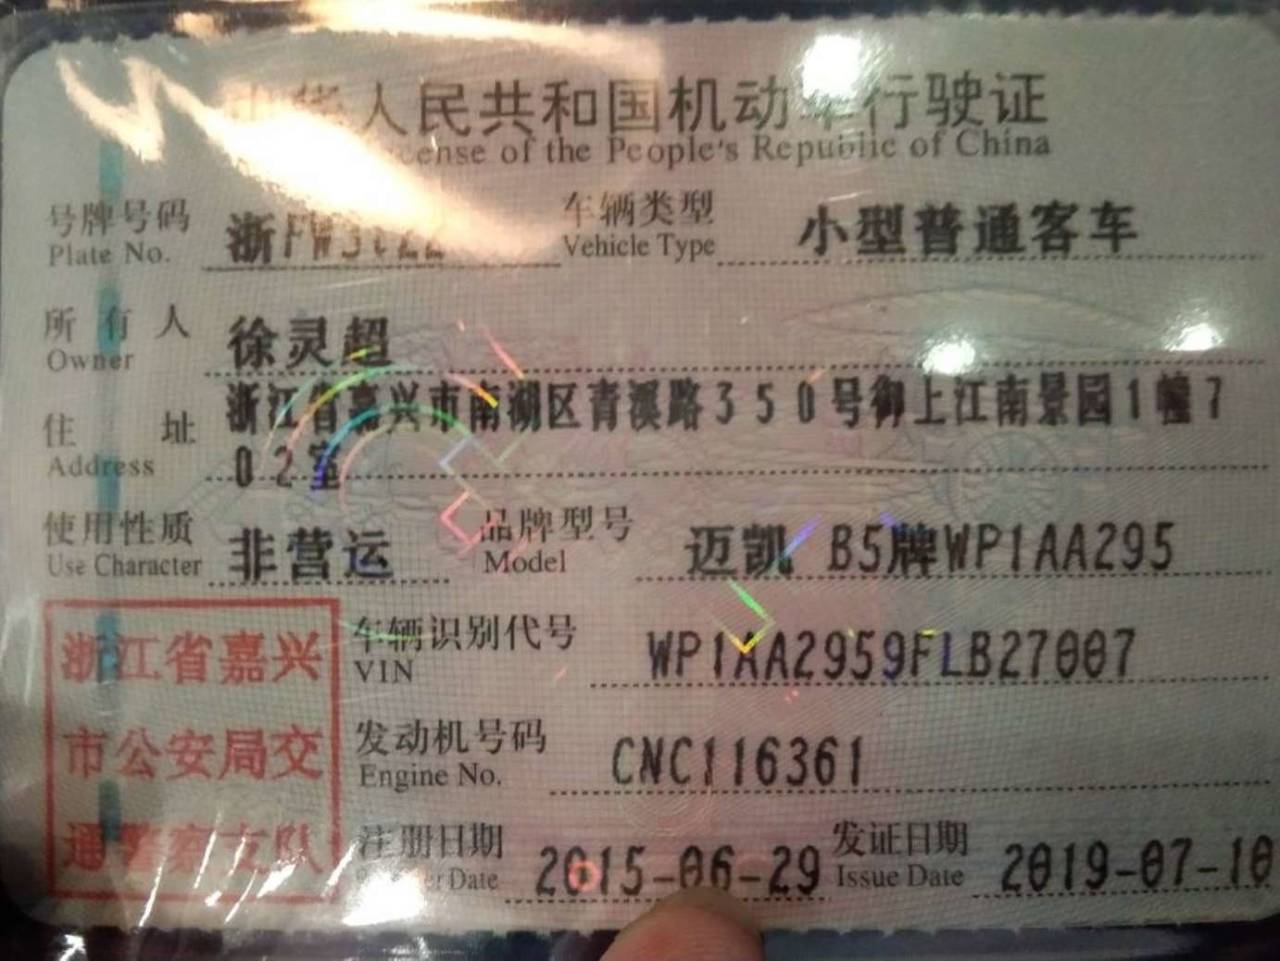 中华人民共和国机动车行驶证
License of the People's Republic of China
号牌号码 车辆类型 小型普通客车
Plate No. Vehicle Type
所有人 徐灵超
Owner
浙江省嘉兴市南湖区青溪路350号御上江南景园1幢7
住址
Address 02室
使用性质 非营运 品牌型号 迈凯 B5牌WP1AA295
Use Character Model
浙江省嘉兴 车辆识别代号 WP1AA2959FLB27007
VIN
市公安局交 发动机号码 CNC116361
Engine No.
通警察支队 注册日期 2015-06-29 发证日期 2019-07-10
Register Date Issue Date